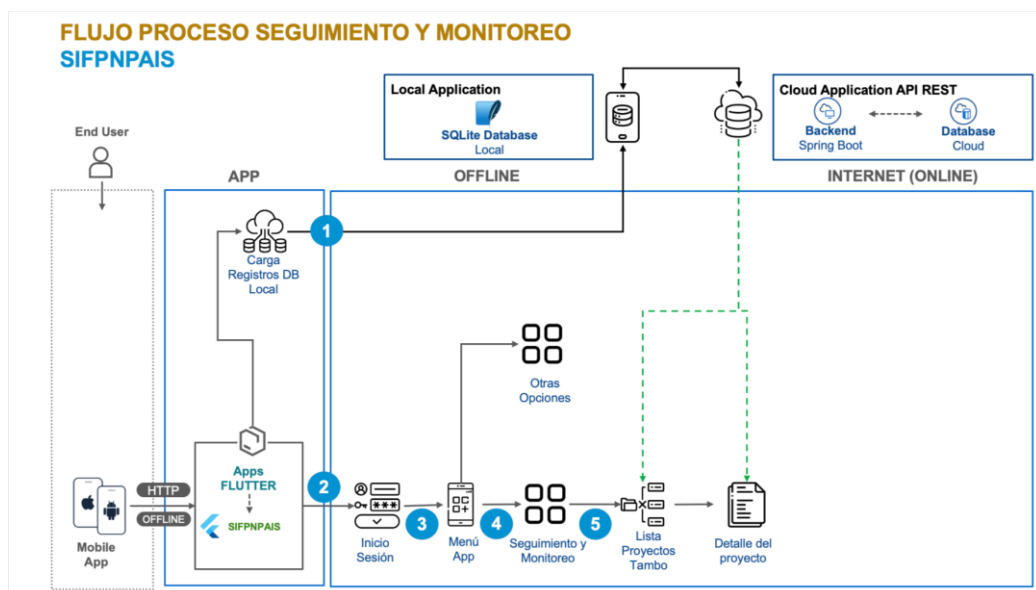 FLUJO PROCESO SEGUIMIENTO Y MONITOREO
SIFPNPAIS
Local Application
SQLite Database
Local
Cloud Application API REST
Backend
Spring Boot
Database
Cloud
End User
APP
OFFLINE
INTERNET (ONLINE)
1
Carga
Registros DB
Local
Otras
Opciones
Apps
FLUTTER
SIFPNPAIS
HTTP
OFFLINE
Mobile
App
2
***
Inicio
Sesión
3
Menú
App
4
Seguimiento y
Monitoreo
5
Lista
Proyectos
Tambo
Detalle del
proyecto